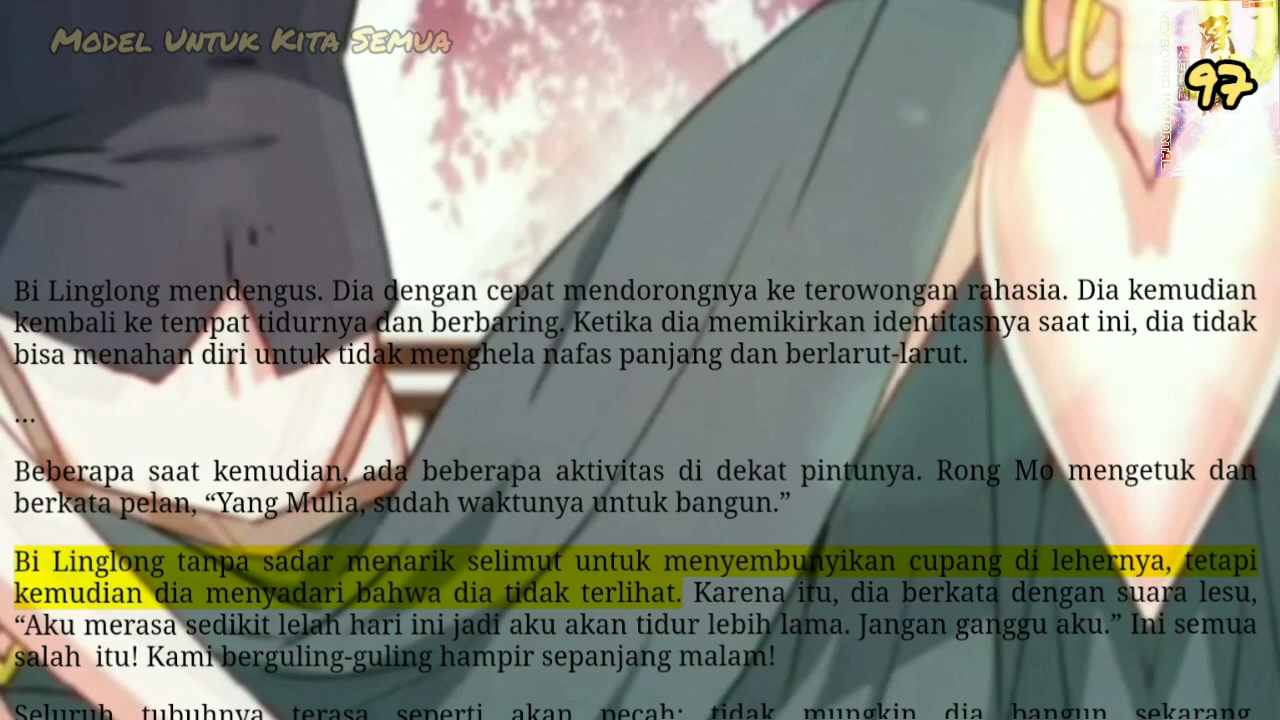 Model Untuk Kita Semua
97
KEYBOARD IMMORTAL
Bi Linglong mendengus. Dia dengan cepat mendorongnya ke terowongan rahasia. Dia kemudian
kembali ke tempat tidurnya dan berbaring. Ketika dia memikirkan identitasnya saat ini, dia tidak
bisa menahan diri untuk tidak menghela nafas panjang dan berlarut-larut.
...
Beberapa saat kemudian, ada beberapa aktivitas di dekat pintunya. Rong Mo mengetuk dan
berkata pelan, “Yang Mulia, sudah waktunya untuk bangun.”
Bi Linglong tanpa sadar menarik selimut untuk menyembunyikan cupang di lehernya, tetapi
kemudian dia menyadari bahwa dia tidak terlihat. Karena itu, dia berkata dengan suara lesu,
“Aku merasa sedikit lelah hari ini jadi aku akan tidur lebih lama. Jangan ganggu aku.” Ini semua
salah itu! Kami berguling-guling hampir sepanjang malam!
Seluruh tubuhnya terasa seperti akan pecah; tidak mungkin dia bangun sekarang.